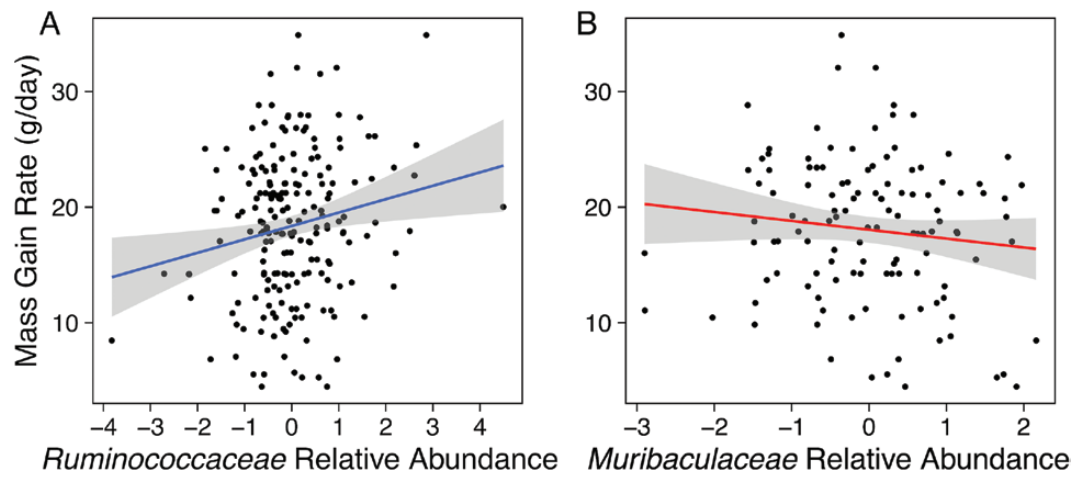 A
B
Mass Gain Rate (g/day)
30
20
10
−4 −3 −2 −1 0 1 2 3 4
Ruminococcaceae Relative Abundance
30
20
10
−3 −2 −1 0 1 2
Muribaculaceae Relative Abundance